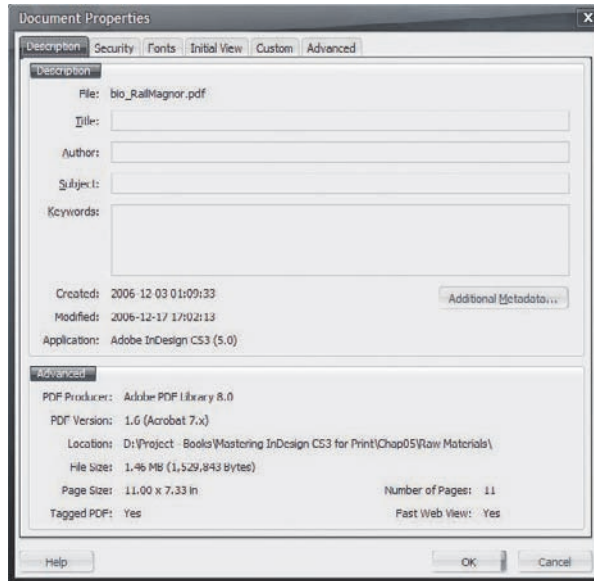 Document Properties
X
Description Security Fonts Initial View Custom Advanced
Description
File: bio_RailMagnor.pdf
Title:
Author:
Subject:
Keywords:
Created: 2006-12-03 01:09:33
Additional Metadata...
Modified: 2006-12-17 17:02:13
Application: Adobe InDesign CS3 (5.0)
Advanced
PDF Producer: Adobe PDF Library 8.0
PDF Version: 1.6 (Acrobat 7.x)
Location: D:\Project - Books\Mastering InDesign CS3 for Print\Chap05\Raw Materials\
File Size: 1.46 MB (1,529,843 Bytes)
Page Size: 11.00 x 7.33 in Number of Pages: 11
Tagged PDF: Yes Fast Web View: Yes
Help OK Cancel